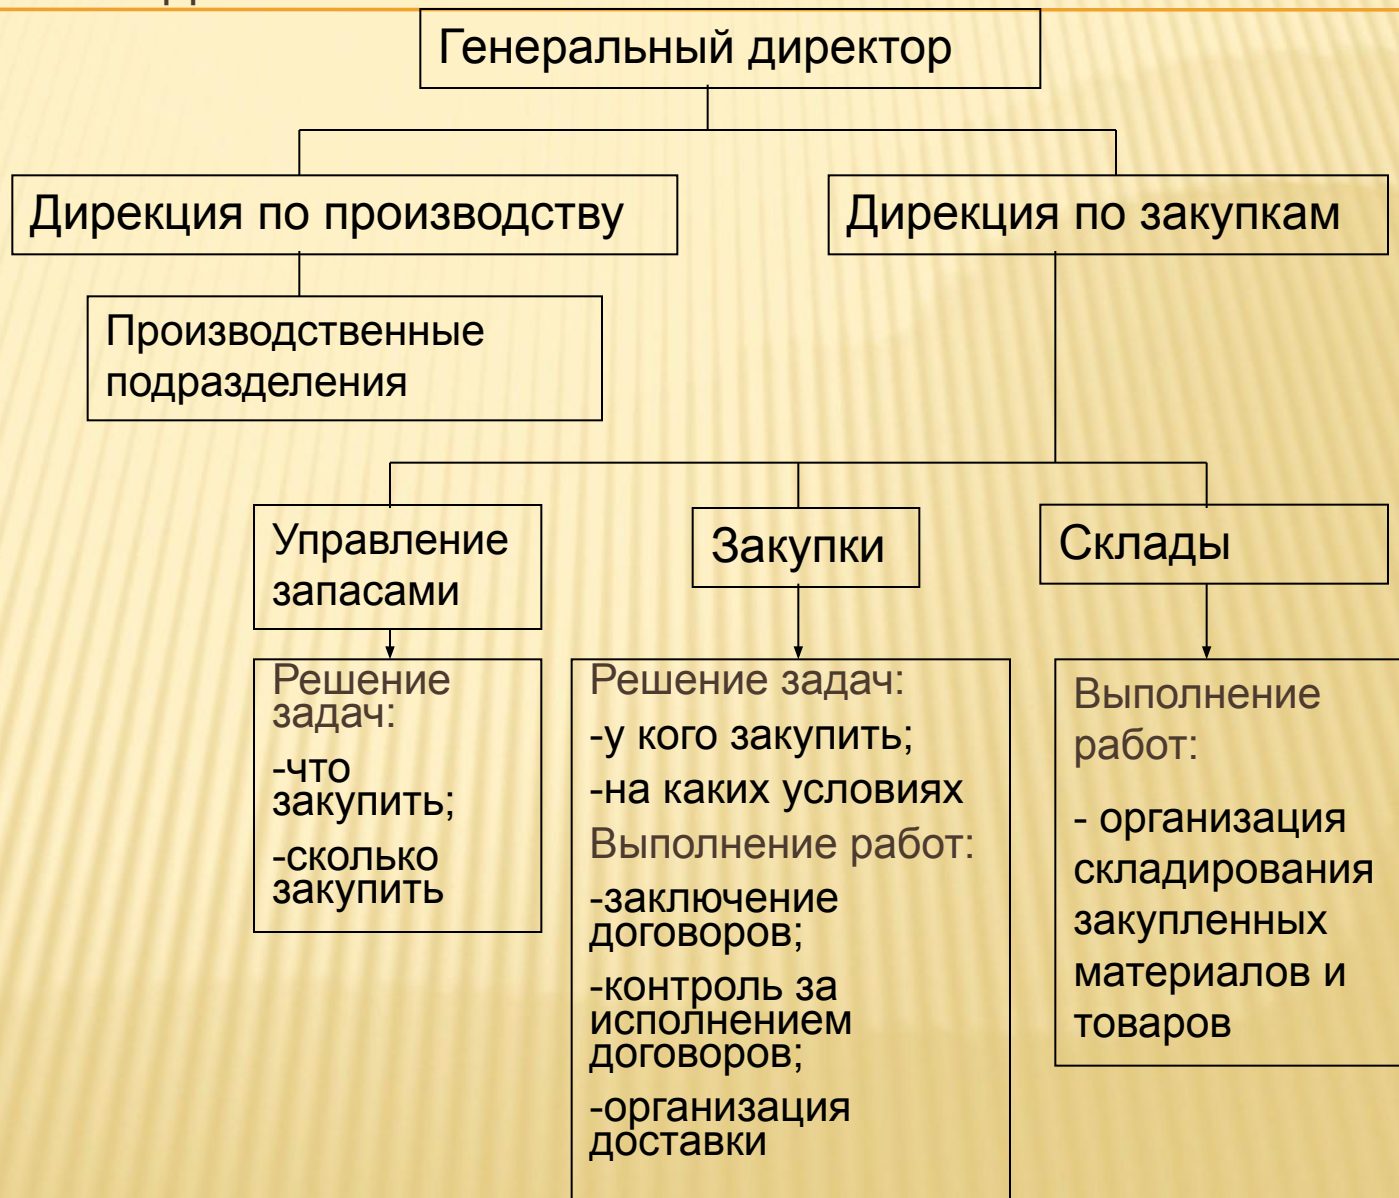 Генеральный директор
Дирекция по производству
Дирекция по закупкам
Производственные
подразделения
Управление
запасами
Закупки
Склады
Решение
задач:
-что
закупить;
-сколько
закупить
Решение задач:
-у кого закупить;
-на каких условиях
Выполнение работ:
-заключение
договоров;
-контроль за
исполнением
договоров;
-организация
доставки
Выполнение
работ:
- организация
складирования
закупленных
материалов и
товаров